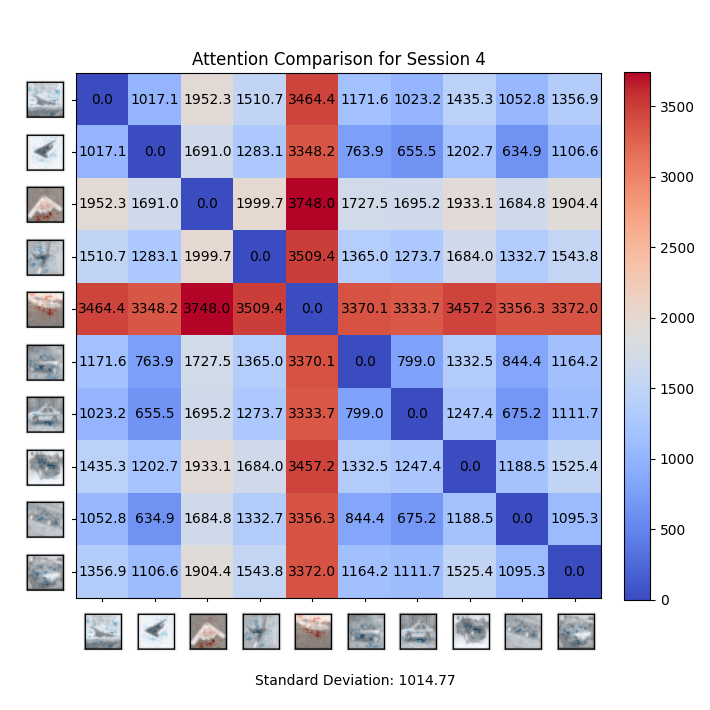 Attention Comparison for Session 4
0.0 1017.1 1952.3 1510.7 3464.4 1171.6 1023.2 1435.3 1052.8 1356.9
1017.1 0.0 1691.0 1283.1 3348.2 763.9 655.5 1202.7 634.9 1106.6
1952.3 1691.0 0.0 1999.7 3748.0 1727.5 1695.2 1933.1 1684.8 1904.4
1510.7 1283.1 1999.7 0.0 3509.4 1365.0 1273.7 1684.0 1332.7 1543.8
3464.4 3348.2 3748.0 3509.4 0.0 3370.1 3333.7 3457.2 3356.3 3372.0
1171.6 763.9 1727.5 1365.0 3370.1 0.0 799.0 1332.5 844.4 1164.2
1023.2 655.5 1695.2 1273.7 3333.7 799.0 0.0 1247.4 675.2 1111.7
1435.3 1202.7 1933.1 1684.0 3457.2 1332.5 1247.4 0.0 1188.5 1525.4
1052.8 634.9 1684.8 1332.7 3356.3 844.4 675.2 1188.5 0.0 1095.3
1356.9 1106.6 1904.4 1543.8 3372.0 1164.2 1111.7 1525.4 1095.3 0.0
3500
3000
2500
2000
1500
1000
500
0
Standard Deviation: 1014.77